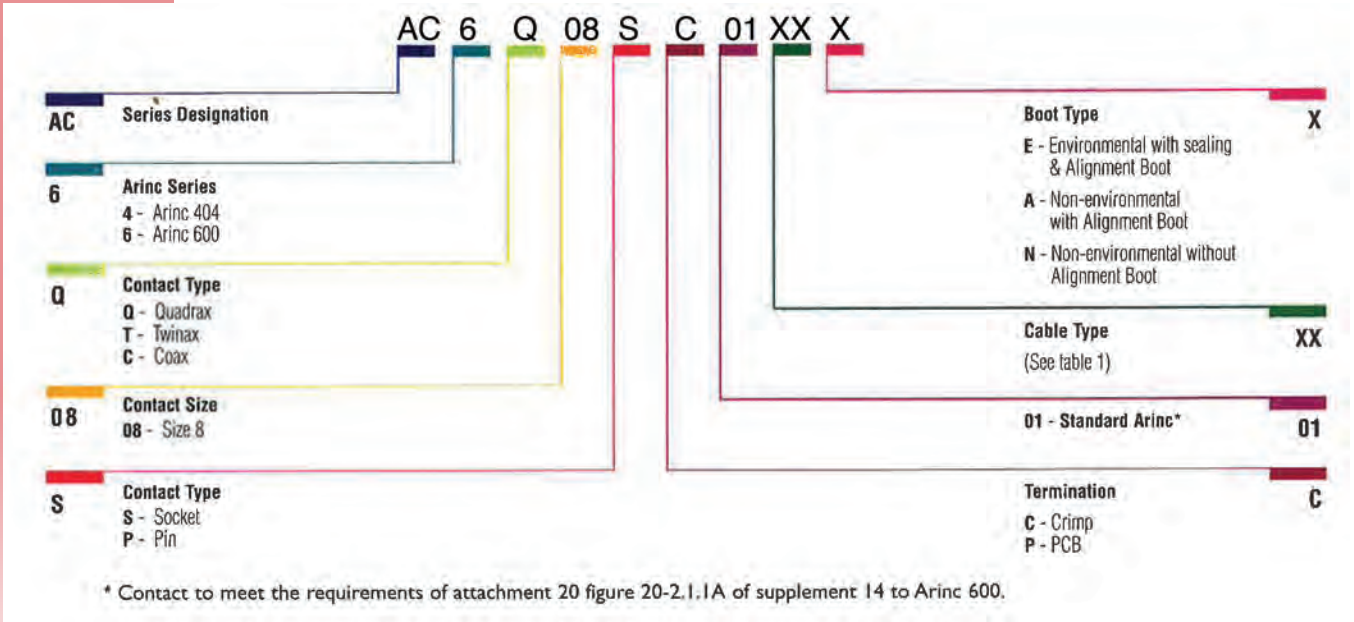 AC 6 Q 08 S C 01 XX X
AC
Series Designation
6
Arinc Series
4 - Arinc 404
6 - Arinc 600
Q
Contact Type
Q - Quadrax
T - Twinax
C - Coax
08
Contact Size
08 - Size 8
S
Contact Type
S - Socket
P - Pin
Boot Type
X
E - Environmental with sealing
& Alignment Boot
A - Non-environmental
with Alignment Boot
N - Non-environmental without
Alignment Boot
Cable Type
XX
(See table 1)
01 - Standard Arinc*
01
Termination
C
C - Crimp
P - PCB
* Contact to meet the requirements of attachment 20 figure 20-2.1.1A of supplement 14 to Arinc 600.